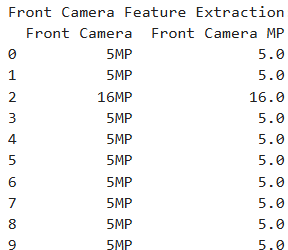 Front Camera Feature Extraction
Front Camera Front Camera MP
0 5MP 5.0
1 5MP 5.0
2 16MP 16.0
3 5MP 5.0
4 5MP 5.0
5 5MP 5.0
6 5MP 5.0
7 5MP 5.0
8 5MP 5.0
9 5MP 5.0